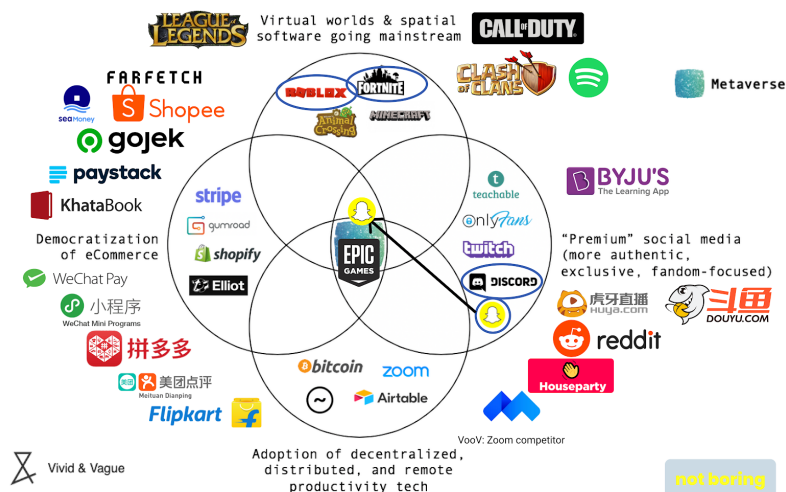 LEAGUE OF LEGENDS
Virtual worlds & spatial
software going mainstream
CALL OF DUTY
FARFETCH
seaMoney
Shopee
ROBLOX
FORTNITE
Animal Crossing
MINECRAFT
CLASH OF CLANS
Metaverse
gojek
paystack
KhataBook
stripe
gumroad
shopify
Elliot
t
teachable
OnlyFans
twitch
DISCORD
BYJU'S
The Learning App
EPIC GAMES
Democratization
of eCommerce
“Premium” social media
(more authentic,
exclusive, fandom-focused)
WeChat Pay
小程序
WeChat Mini Programs
拼多多
美团
美团点评
Meituan Dianping
Flipkart
虎牙直播
HUYA.COM
斗鱼
DOUYU.COM
reddit
Houseparty
bitcoin
zoom
Airtable
VooV: Zoom competitor
Adoption of decentralized,
distributed, and remote
productivity tech
Vivid & Vague
not boring